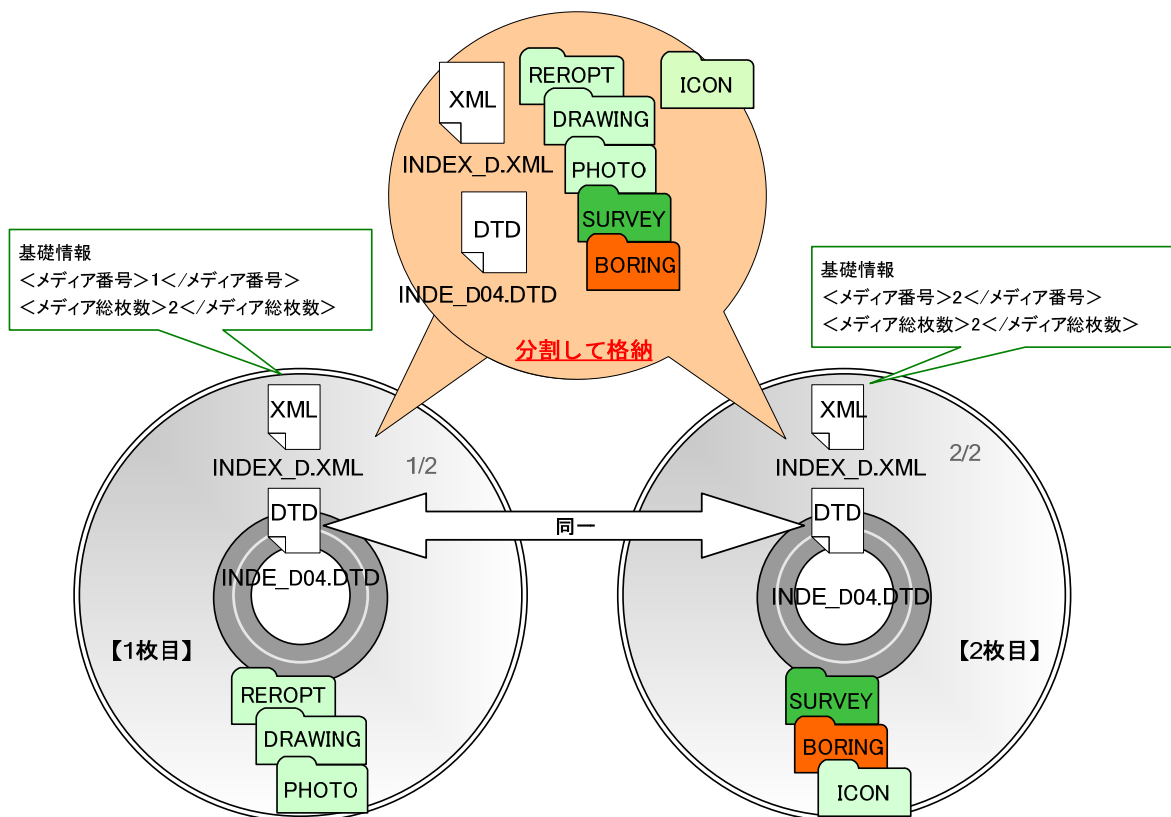 XML
INDEX_D.XML
DTD
INDE_D04.DTD
REROPT
DRAWING
PHOTO
SURVEY
BORING
ICON
分割して格納
基礎情報
<メディア番号>1</メディア番号>
<メディア総枚数>2</メディア総枚数>
基礎情報
<メディア番号>2</メディア番号>
<メディア総枚数>2</メディア総枚数>
XML
INDEX_D.XML
1/2
DTD
INDE_D04.DTD
【1枚目】
REROPT
DRAWING
PHOTO
同一
XML
INDEX_D.XML
2/2
DTD
INDE_D04.DTD
【2枚目】
SURVEY
BORING
ICON